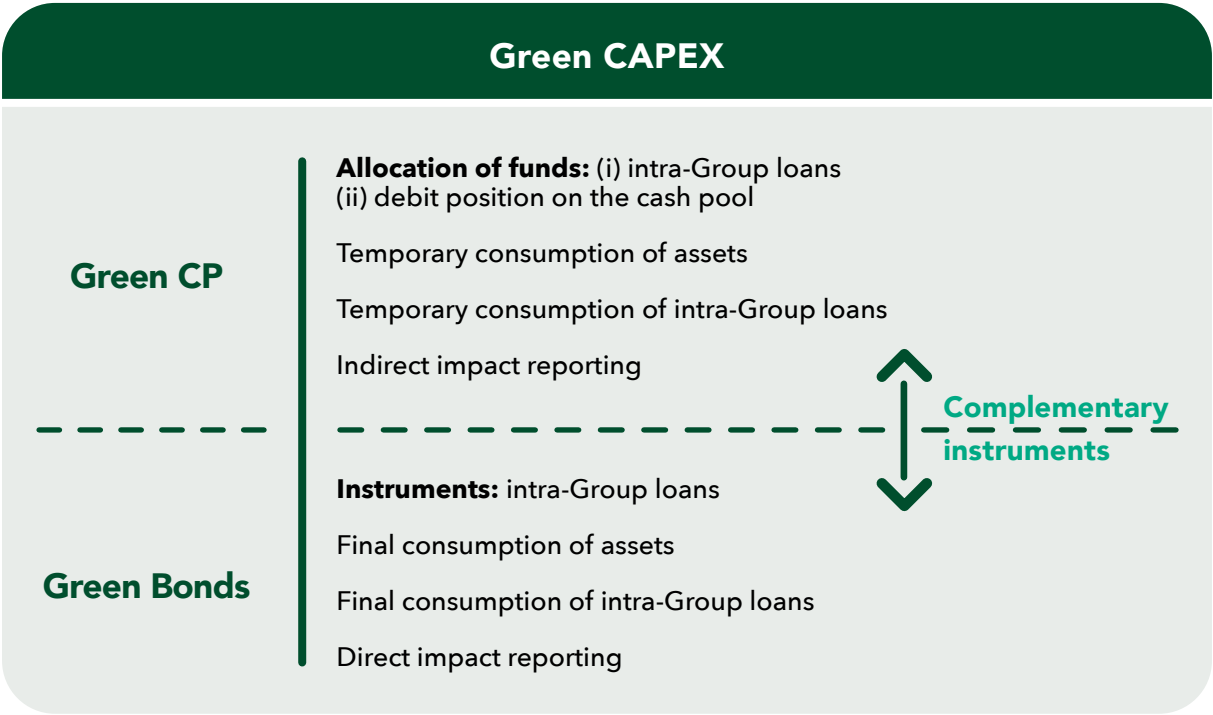 Green CAPEX
Green CP
Allocation of funds: (i) intra-Group loans
(ii) debit position on the cash pool
Temporary consumption of assets
Temporary consumption of intra-Group loans
Indirect impact reporting
Complementary
instruments
Green Bonds
Instruments: intra-Group loans
Final consumption of assets
Final consumption of intra-Group loans
Direct impact reporting